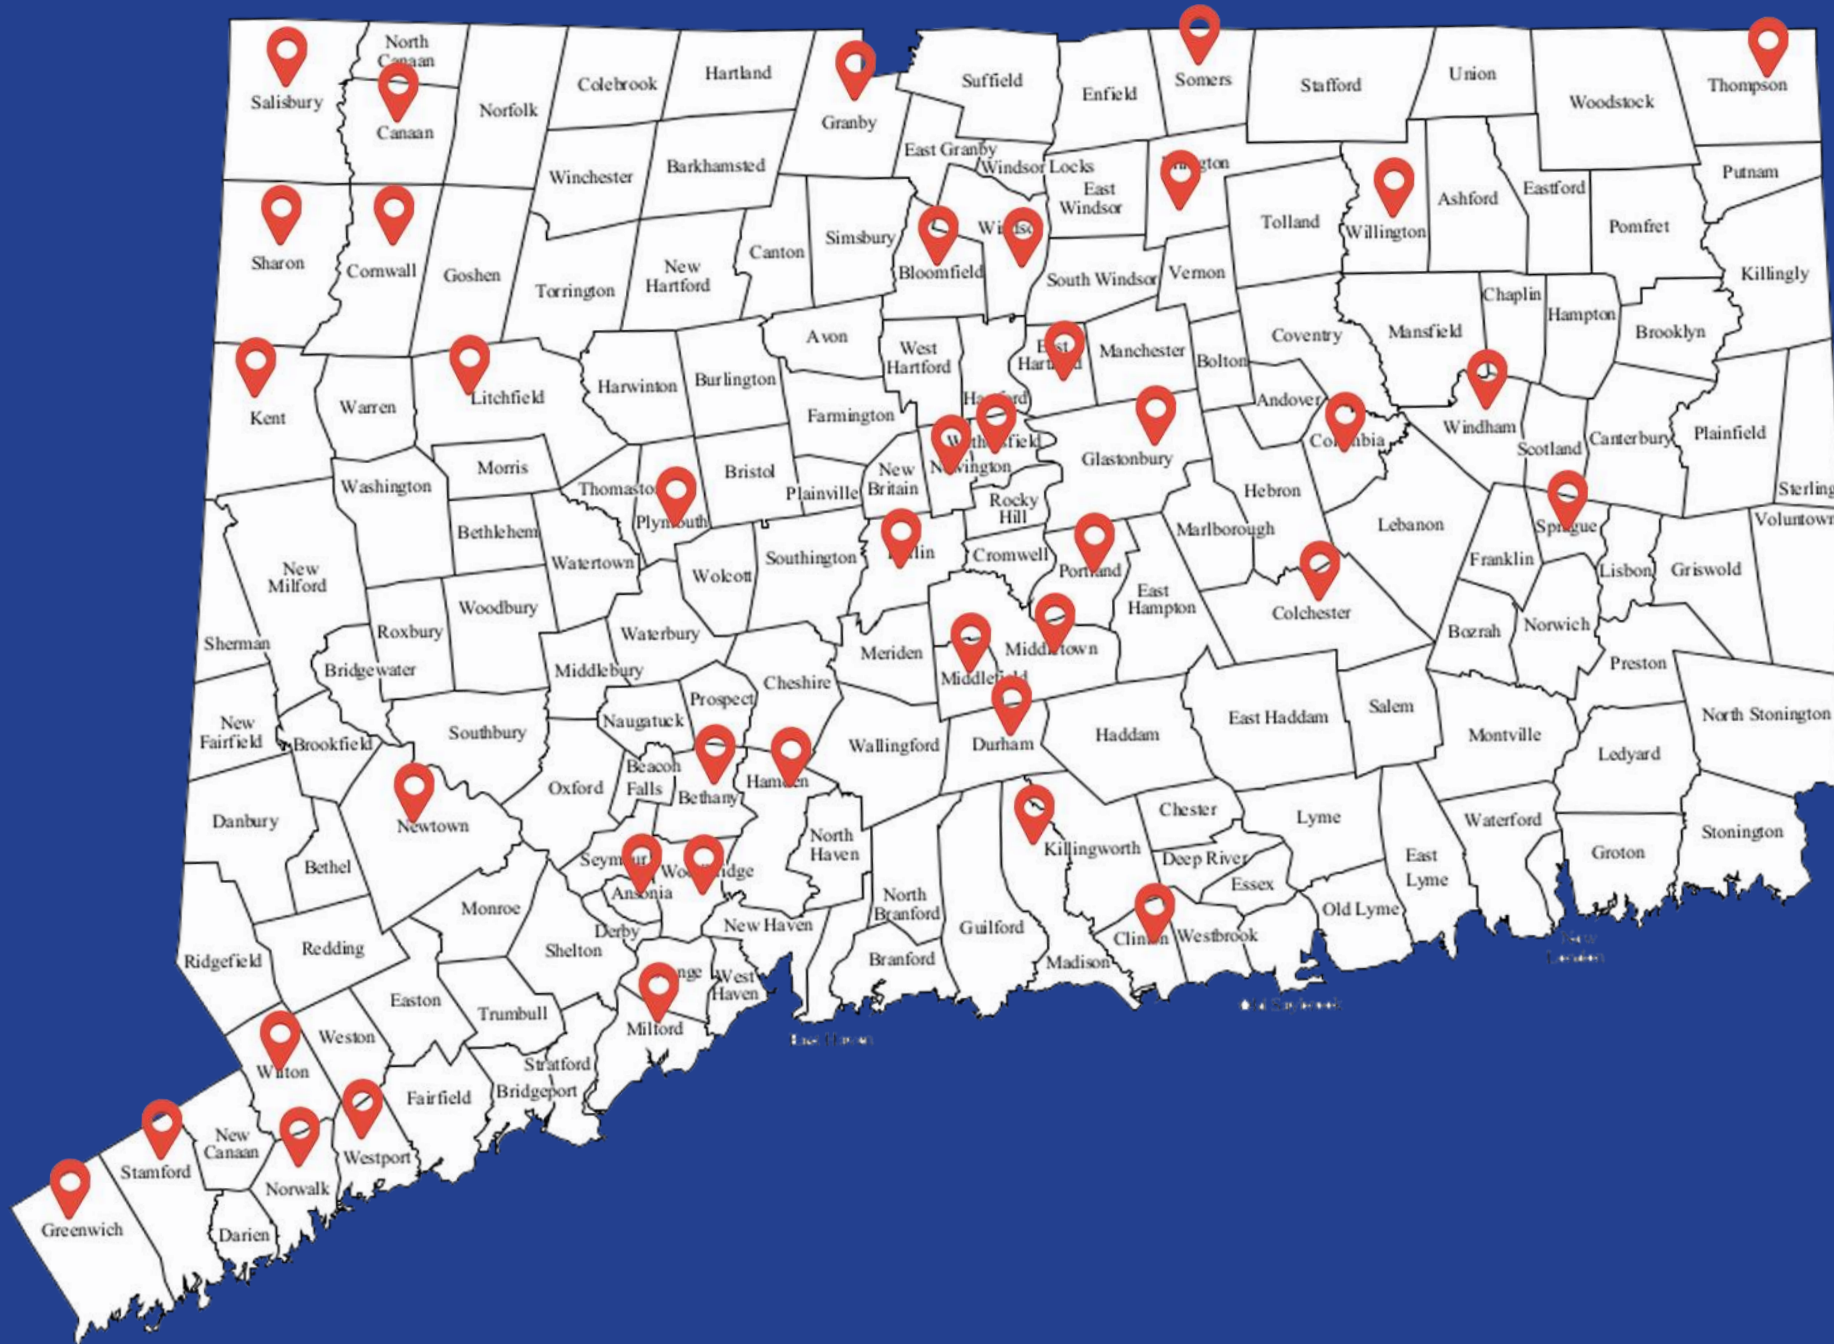 North
Canaan
Salisbury
Canaan
Norfolk
Colebrook
Hartland
Granby
Suffield
Enfield
Somers
Stafford
Union
Woodstock
Thompson
East Granby
Windsor Locks
Winchester
Barkhamsted
East
Windsor
Putnam
Ashford
Eastford
Sharon
Cornwall
Goshen
Torrington
New
Hartford
Canton
Simsbury
Bloomfield
South Windsor
Vernon
Tolland
Willington
Pomfret
Killingly
Chaplin
Hampton
Brooklyn
Mansfield
Coventry
Avon
West
Hartford
Manchester
Bolton
Kent
Warren
Litchfield
Harwinton
Burlington
Farmington
Andover
Windham
Scotland
Canterbury
Plainfield
Glastonbury
Morris
Washington
Bristol
Plainville
New
Britain
Rocky
Hill
Hebron
Marlborough
Lebanon
Sterling
Voluntown
Plymouth
Bethlehem
Watertown
Wolcott
Southington
Cromwell
Portland
East
Hampton
Colchester
Franklin
Lisbon
Griswold
New
Milford
Sherman
Roxbury
Woodbury
Waterbury
Bridgewater
Middlebury
Meriden
Middletown
Bozrah
Norwich
Preston
Cheshire
Prospect
Naugatuck
New
Fairfield
Brookfield
Southbury
Wallingford
Durham
Haddam
East Haddam
Salem
Montville
Ledyard
North Stonington
Beacon
Falls
Oxford
Bethany
Danbury
Newtown
Bethel
North
Haven
Killingworth
Chester
Deep River
Essex
Lyme
East
Lyme
Waterford
Groton
Stonington
Ansonia
Derby
Monroe
Shelton
New Haven
North
Branford
Branford
Guilford
Madison
Westbrook
Old Lyme
Ridgefield
Redding
Easton
Trumbull
West
Haven
Milford
Weston
Wilton
Stratford
Bridgeport
Fairfield
Westport
New
Canaan
Norwalk
Stamford
Darien
Greenwich